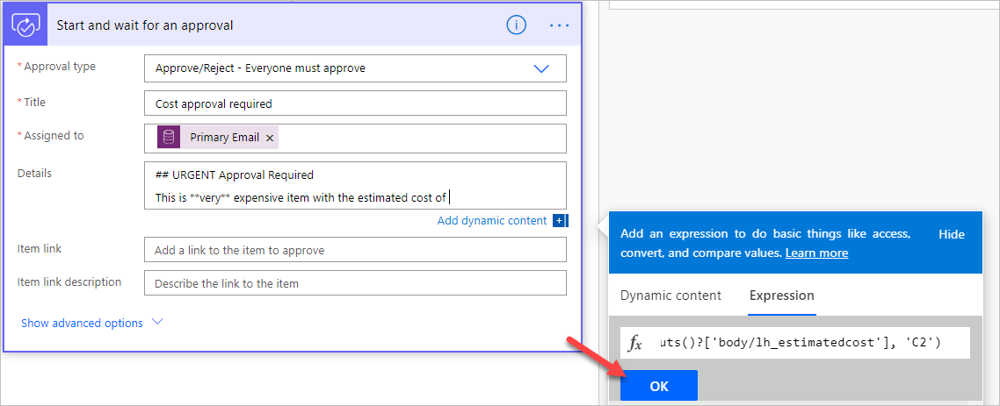 Start and wait for an approval
* Approval type
Approve/Reject - Everyone must approve
* Title
Cost approval required
* Assigned to
Primary Email ×
Details
## URGENT Approval Required
This is **very** expensive item with the estimated cost of
Add dynamic content
Item link
Add a link to the item to approve
Item link description
Describe the link to the item
Show advanced options
Add an expression to do basic things like access,
convert, and compare values. Learn more
Hide
Dynamic content
Expression
fx
uts()?['body/lh_estimatedcost'], 'C2')
OK